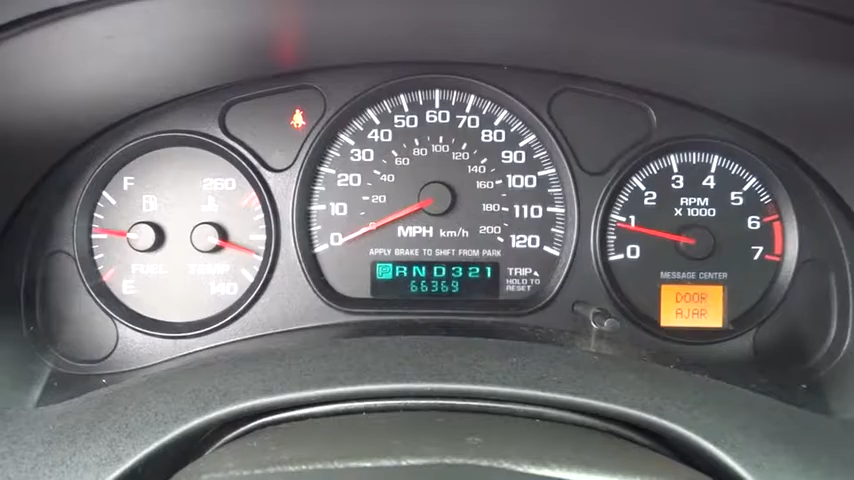 F
260
FUEL
TEMP
E
140
0
10
20
30
40
50
60
70
80
90
100
110
120
20
40
60
80
100
120
140
160
180
200
MPH km/h
APPLY BRAKE TO SHIFT FROM PARK
PRND321
66369
TRIP
HOLD TO
RESET
0
1
2
3
4
5
6
7
RPM
X 1000
MESSAGE CENTER
DOOR
AJAR